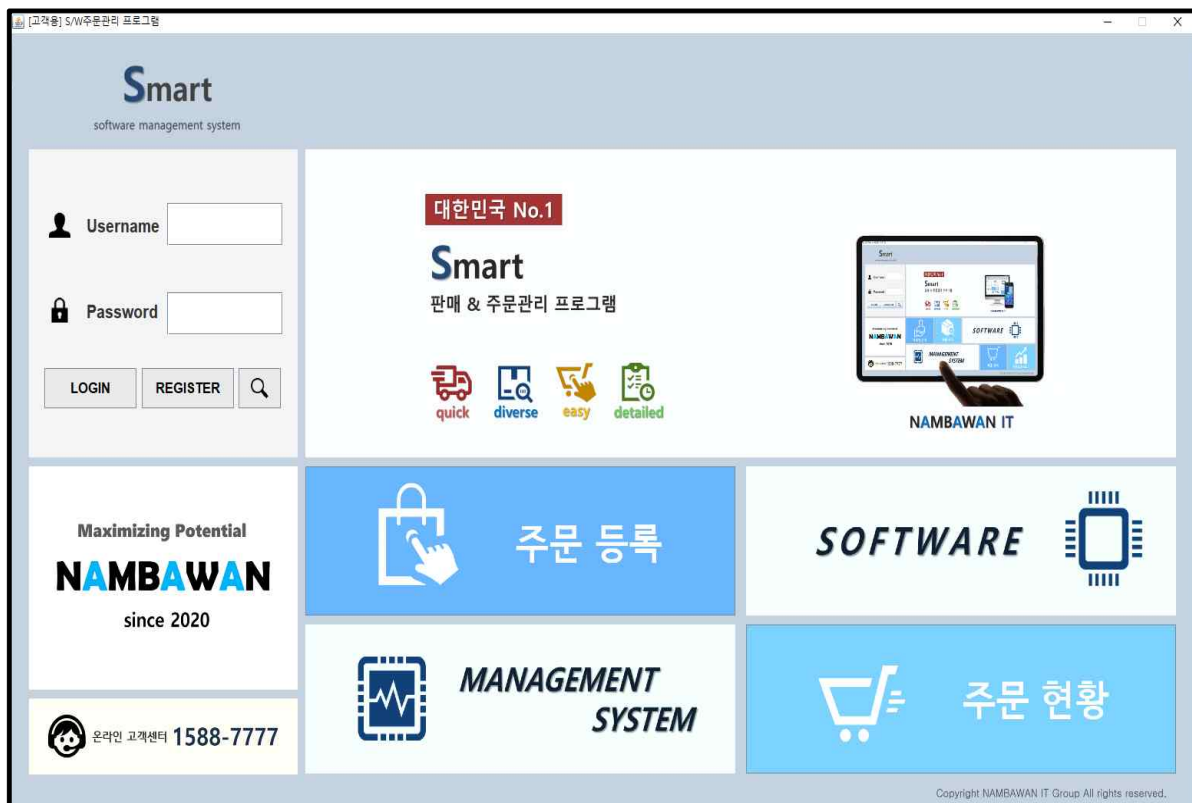 [고객용] S/W주문관리 프로그램
Smart
software management system
Username
Password
LOGIN REGISTER
대한민국 No.1
Smart
판매 & 주문관리 프로그램
quick diverse easy detailed
NAMBAWAN IT
Maximizing Potential
NAMBAWAN
since 2020
온라인 고객센터 1588-7777
주문 등록
SOFTWARE
MANAGEMENT
SYSTEM
주문 현황
Copyright NAMBAWAN IT Group All rights reserved.